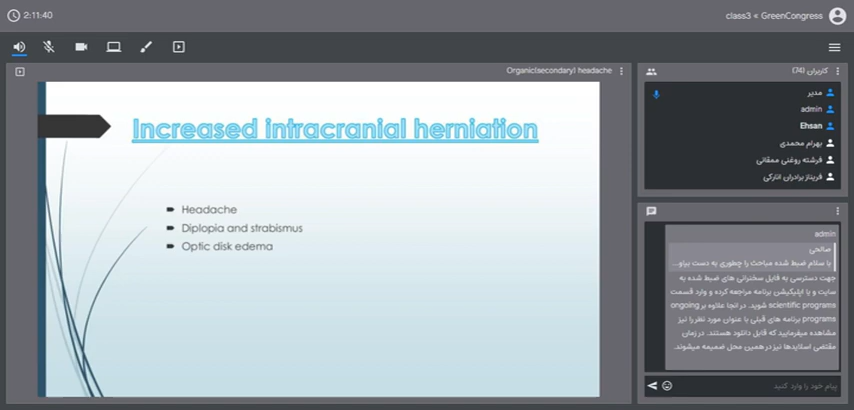 2:11:40
class3 < GreenCongress
Organic(secondary) headache
Increased intracranial herniation
Headache
Diplopia and strabismus
Optic disk edema
کاربران (74)
مدیر
admin
Ehsan
بهرام محمدی
فرشته روغنی ممقانی
فریناز برادران انارکی
admin
صالحی
با سلام ضبط شده مباحث را چطوری به دست بیاو...
جهت دسترسی به فایل سخنرانی های ضبط شده به
سایت و یا اپلیکیشن برنامه مراجعه کرده و وارد قسمت
scientific programs شوید. در انجا علاوه بر ongoing
programs برنامه های قبلی با عنوان مورد نظر را نیز
مشاهده میفرمایید که قابل دانلود هستند. در زمان
مقتضی اسلایدها نیز در همین محل ضمیمه میشوند.
پیام خود را وارد کنید.